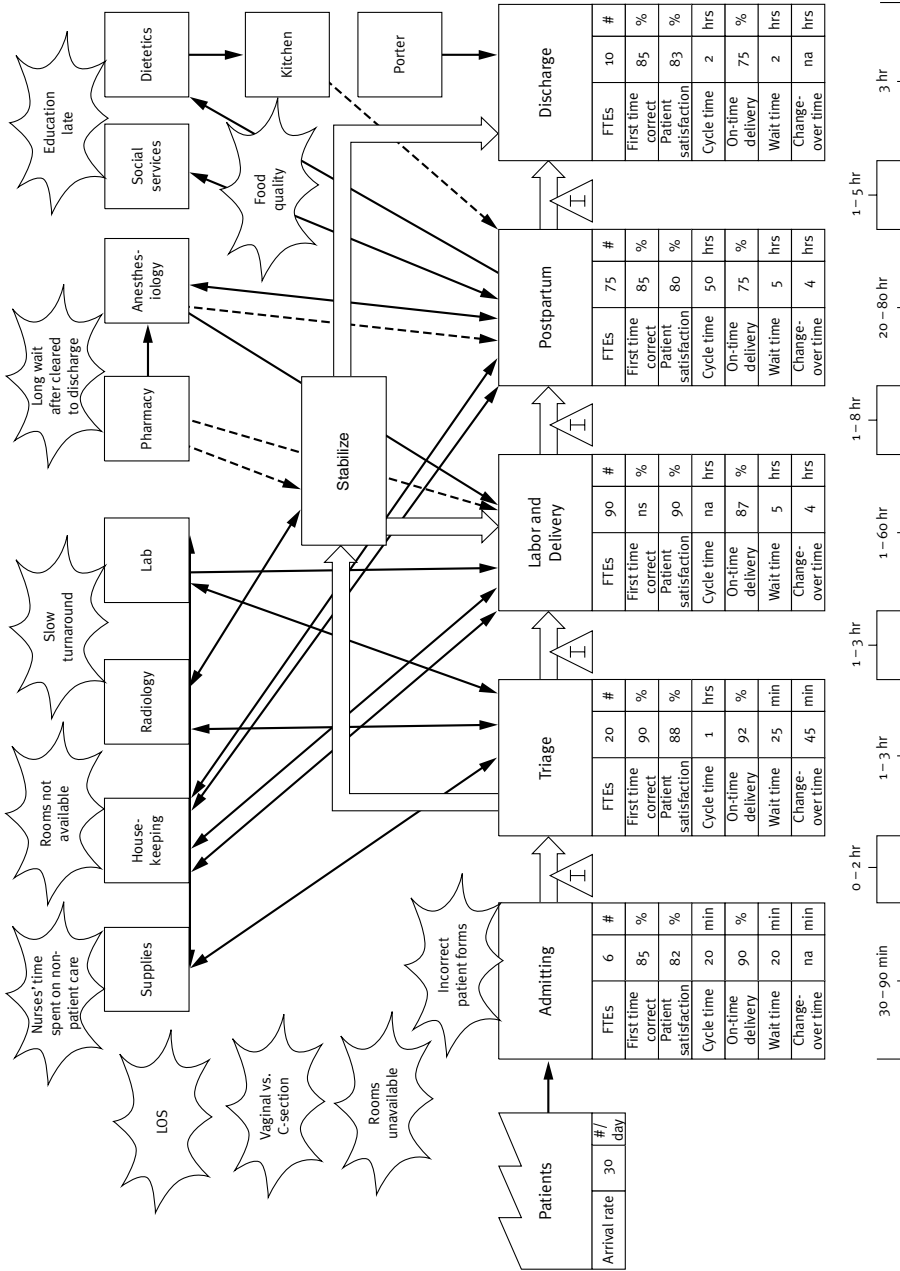 Nurses’ time
spent on non-
patient care
Rooms not
available
Slow
turnaround
Long wait
after cleared
to discharge
Education
late
Supplies
House-
keeping
Radiology
Lab
Pharmacy
Anesthes-
iology
Social
services
Dietetics
LOS
Vaginal vs.
C-section
Rooms
unavailable
Food
quality
Kitchen
Porter
Stabilize
Incorrect
patient forms
Patients
Arrival rate 30 #/
day
Admitting
FTEs 6 #
First time
correct 85 %
Patient
satisfaction 82 %
Cycle time 20 min
On-time
delivery 90 %
Wait time 20 min
Change-
over time na min
I
Triage
FTEs 20 #
First time
correct 90 %
Patient
satisfaction 88 %
Cycle time 1 hrs
On-time
delivery 92 %
Wait time 25 min
Change-
over time 45 min
I
Labor and
Delivery
FTEs 90 #
First time
correct ns %
Patient
satisfaction 90 %
Cycle time na hrs
On-time
delivery 87 %
Wait time 5 hrs
Change-
over time 4 hrs
I
Postpartum
FTEs 75 #
First time
correct 85 %
Patient
satisfaction 80 %
Cycle time 50 hrs
On-time
delivery 75 %
Wait time 5 hrs
Change-
over time 4 hrs
I
Discharge
FTEs 10 #
First time
correct 85 %
Patient
satisfaction 83 %
Cycle time 2 hrs
On-time
delivery 75 %
Wait time 2 hrs
Change-
over time na hrs
30–90 min
0–2 hr
1–3 hr
1–3 hr
1–60 hr
1–8 hr
20–80 hr
1–5 hr
3 hr